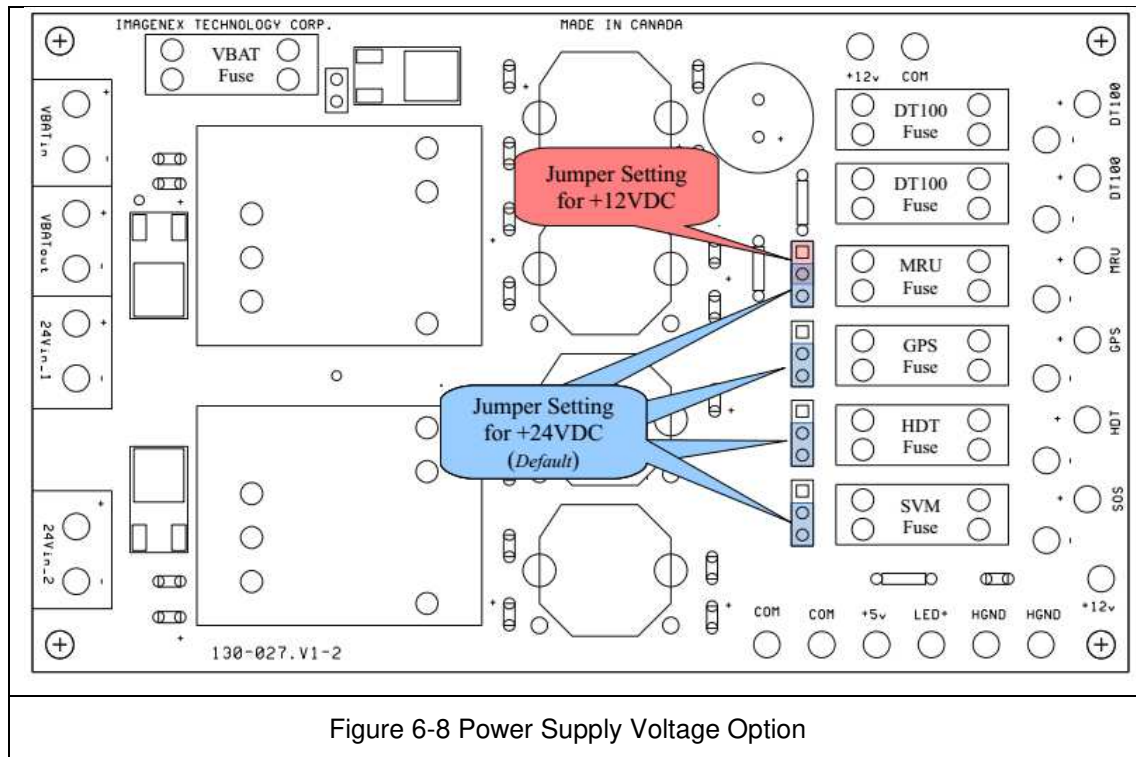 IMAGENEX TECHNOLOGY CORP.
MADE IN CANADA
VBAT
Fuse
+12v
COM
VBATin
+
-
VBATout
+
-
24Vin_1
+
-
24Vin_2
+
-
DT100
Fuse
+ DT100
-
DT100
Fuse
+ DT100
-
Jumper Setting
for +12VDC
MRU
Fuse
+ MRU
-
GPS
Fuse
+ GPS
-
Jumper Setting
for +24VDC
(Default)
HDT
Fuse
+ HDT
-
SVM
Fuse
+ SOS
-
COM
COM
+5v
LED+
HGND
HGND
+12v
130-027.V1-2
Figure 6-8 Power Supply Voltage Option